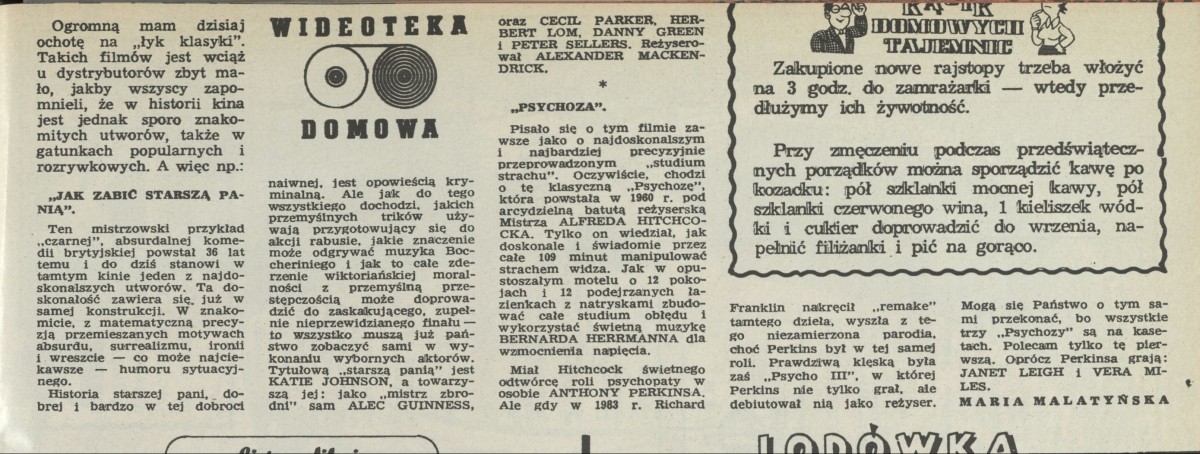 Ogromną mam dzisiaj
ochotę na „łyk klasyki”.
Takich filmów jest wciąż
u dystrybutorów zbyt ma-
ło, jakby wszyscy zapo-
mnieli, że w historii kina
jest jednak sporo znako-
mitych utworów, także w
gatunkach popularnych i
rozrywkowych. A więc np.:
„JAK ZABIĆ STARSZĄ PA-
NIĄ”.
Ten mistrzowski przykład
„czarnej”, absurdalnej kome-
dii brytyjskiej powstał 36 lat
temu i do dziś stanowi w
tamtym kinie jeden z najdo-
skonalszych utworów. Ta do-
skonałość zawiera się już w
samej konstrukcji. W znako-
micie, z matematyczną precy-
zją przemieszanych motywach
absurdu, surrealizmu, ironii
i wreszcie — co może najcie-
kawsze — humoru sytuacyj-
nego.
Historia starszej pani, do-
brej i bardzo w tej dobroci
WIDEOTEKA
DOMOWA
naiwnej, jest opowieścią kry-
minalną. Ale jak do tego
wszystkiego dochodzi, jakich
przemyślnych trików uży-
wają przygotowujący się do
akcji rabusie, jakie znaczenie
może odgrywać muzyka Boc-
cheriniego i jak to całe zde-
rzenie wiktoriańskiej moral-
ności z przemyślną prze-
stępczością może doprowa-
dzić do zaskakującego, zupeł-
nie nieprzewidzianego finału —
to wszystko muszą już pań-
stwo zobaczyć sami w wy-
konaniu wybornych aktorów.
Tytułową „starszą panią” jest
KATIE JOHNSON, a towarzy-
szą jej: jako „mistrz zbro-
dni” sam ALEC GUINNESS,
oraz CECIL PARKER, HER-
BERT LOM, DANNY GREEN
i PETER SELLERS. Reżysero-
wał ALEXANDER MACKEN-
DRICK.
*
„PSYCHOZA”.
Pisało się o tym filmie za-
wsze jako o najdoskonalszym
i najbardziej precyzyjnie
przeprowadzonym „studium
strachu”. Oczywiście, chodzi
o tę klasyczną „Psychozę”,
która powstała w 1960 r. pod
arcydzielną batutą reżyserską
Mistrza ALFREDA HITCHCO-
CKA. Tylko on wiedział, jak
doskonale i świadomie przez
całe 109 minut manipulować
strachem widza. Jak w opu-
stoszałym motelu o 12 poko-
jach i 12 podejrzanych ła-
zienkach z natryskami zbudo-
wać całe studium obłędu i
wykorzystać świetną muzykę
BERNARDA HERRMANNA dla
wzmocnienia napięcia.
Miał Hitchcock świetnego
odtwórcę roli psychopaty w
osobie ANTHONY PERKINSA.
Ale gdy w 1983 r. Richard
KĄCIK
DOMOWYCH
TAJEMNIC
Zakupione nowe rajstopy trzeba włożyć
na 3 godz. do zamrażarki — wtedy prze-
dłużymy ich żywotność.
Przy zmęczeniu podczas przedświątecz-
nych porządków można sporządzić kawę po
kozacku: pół szklanki mocnej kawy, pół
szklanki czerwonego wina, 1 kieliszek wód-
ki i cukier doprowadzić do wrzenia, na-
pełnić filiżanki i pić na gorąco.
Franklin nakręcił „remake”
tamtego dzieła, wyszła z te-
go niezamierzona parodia,
choć Perkins był w tej samej
roli. Prawdziwą klęską była
zaś „Psycho III”, w której
Perkins nie tylko grał, ale
debiutował nią jako reżyser.
Mogą się Państwo o tym sa-
mi przekonać, bo wszystkie
trzy „Psychozy” są na kase-
tach. Polecam tylko tę pier-
wszą. Oprócz Perkinsa grają:
JANET LEIGH i VERA MI-
LES.
MARIA MALATYŃSKA
LODÓWKA